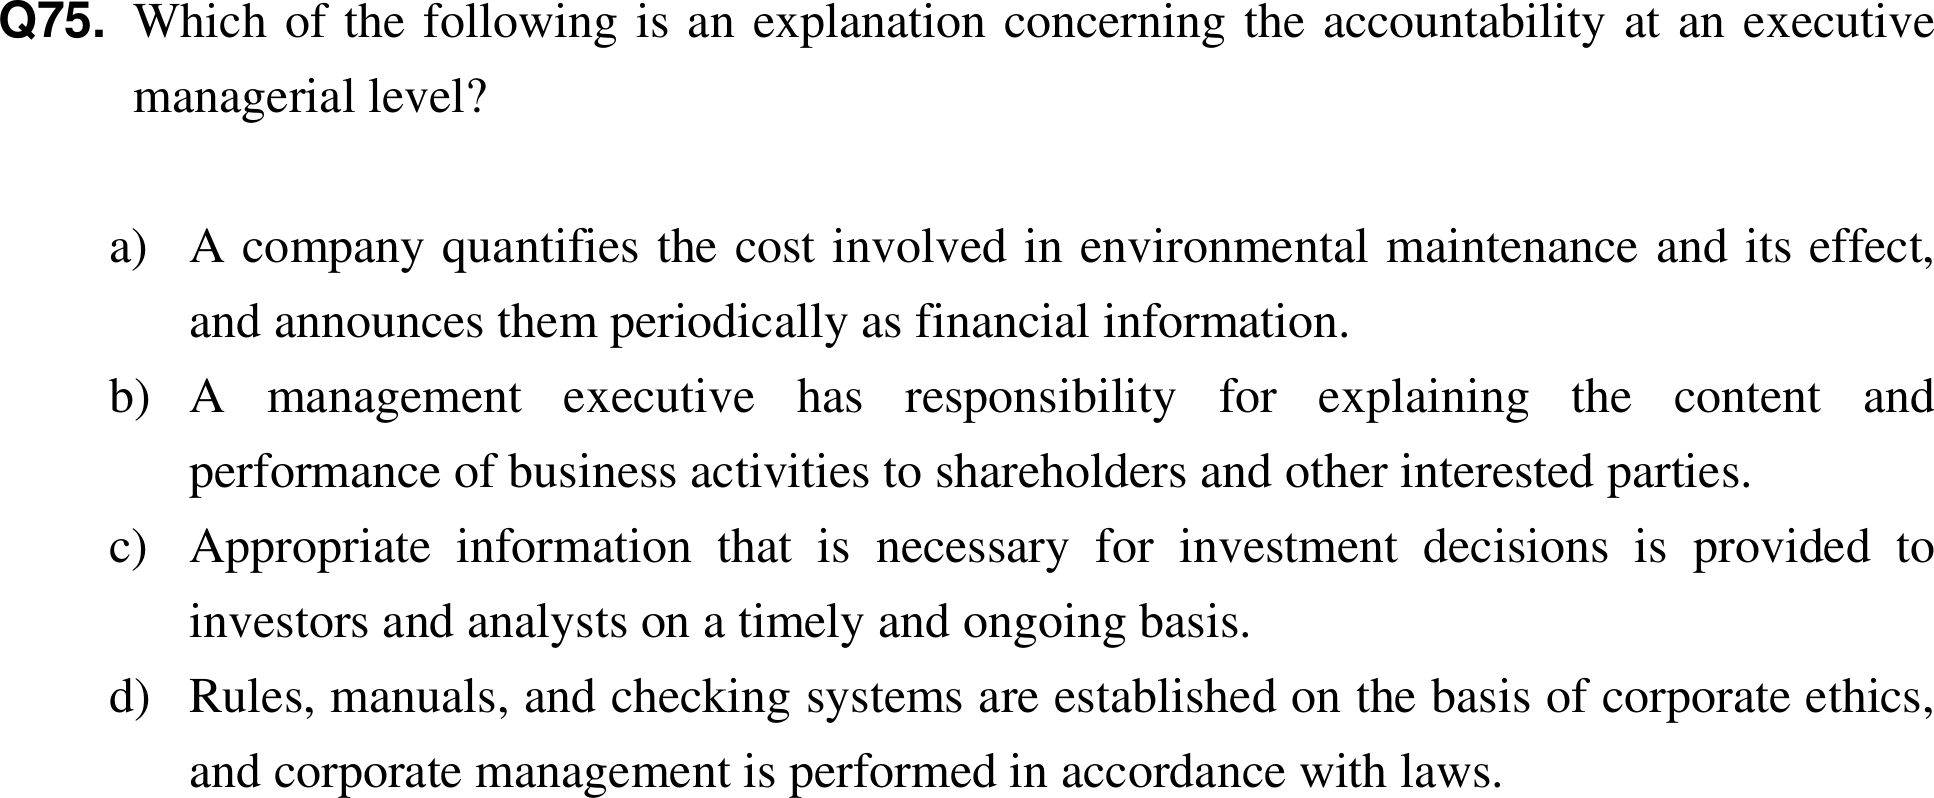 Q75. Which of the following is an explanation concerning the accountability at an executive
managerial level?
a) A company quantifies the cost involved in environmental maintenance and its effect,
and announces them periodically as financial information.
b) A management executive has responsibility for explaining the content and
performance of business activities to shareholders and other interested parties.
c) Appropriate information that is necessary for investment decisions is provided to
investors and analysts on a timely and ongoing basis.
d) Rules, manuals, and checking systems are established on the basis of corporate ethics,
and corporate management is performed in accordance with laws.